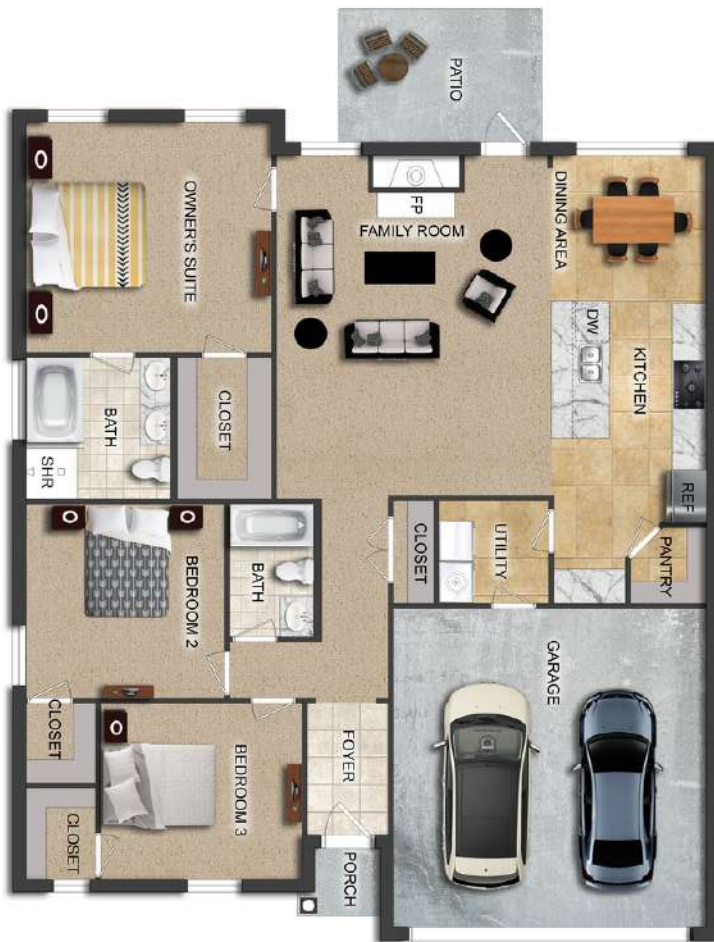 PATIO
OWNER'S SUITE
FP
FAMILY ROOM
DINING AREA
DW
KITCHEN
BATH
CLOSET
SHR
REF
BEDROOM 2
BATH
CLOSET
UTILITY
PANTRY
CLOSET
BEDROOM 3
FOYER
GARAGE
CLOSET
PORCH